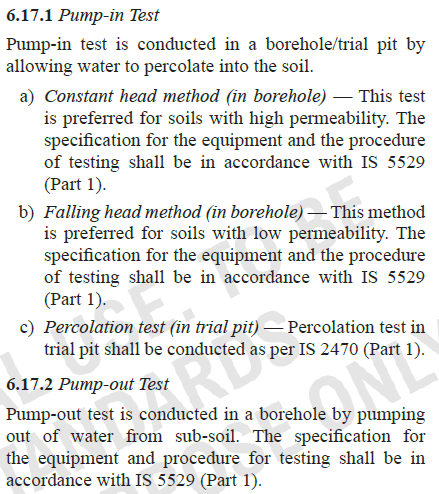 6.17.1 Pump-in Test
Pump-in test is conducted in a borehole/trial pit by
allowing water to percolate into the soil.
a) Constant head method (in borehole) — This test
is preferred for soils with high permeability. The
specification for the equipment and the procedure
of testing shall be in accordance with IS 5529
(Part 1).
b) Falling head method (in borehole) — This method
is preferred for soils with low permeability. The
specification for the equipment and the procedure
of testing shall be in accordance with IS 5529
(Part 1).
c) Percolation test (in trial pit) — Percolation test in
trial pit shall be conducted as per IS 2470 (Part 1).
6.17.2 Pump-out Test
Pump-out test is conducted in a borehole by pumping
out of water from sub-soil. The specification for
the equipment and procedure for testing shall be in
accordance with IS 5529 (Part 1).